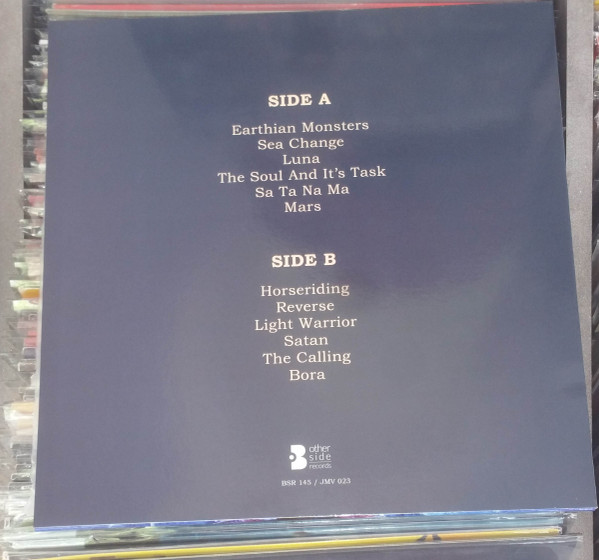 SIDE A
Earthian Monsters
Sea Change
Luna
The Soul And It's Task
Sa Ta Na Ma
Mars
SIDE B
Horseriding
Reverse
Light Warrior
Satan
The Calling
Bora
B other
side
records
BSR 145 / JMV 023